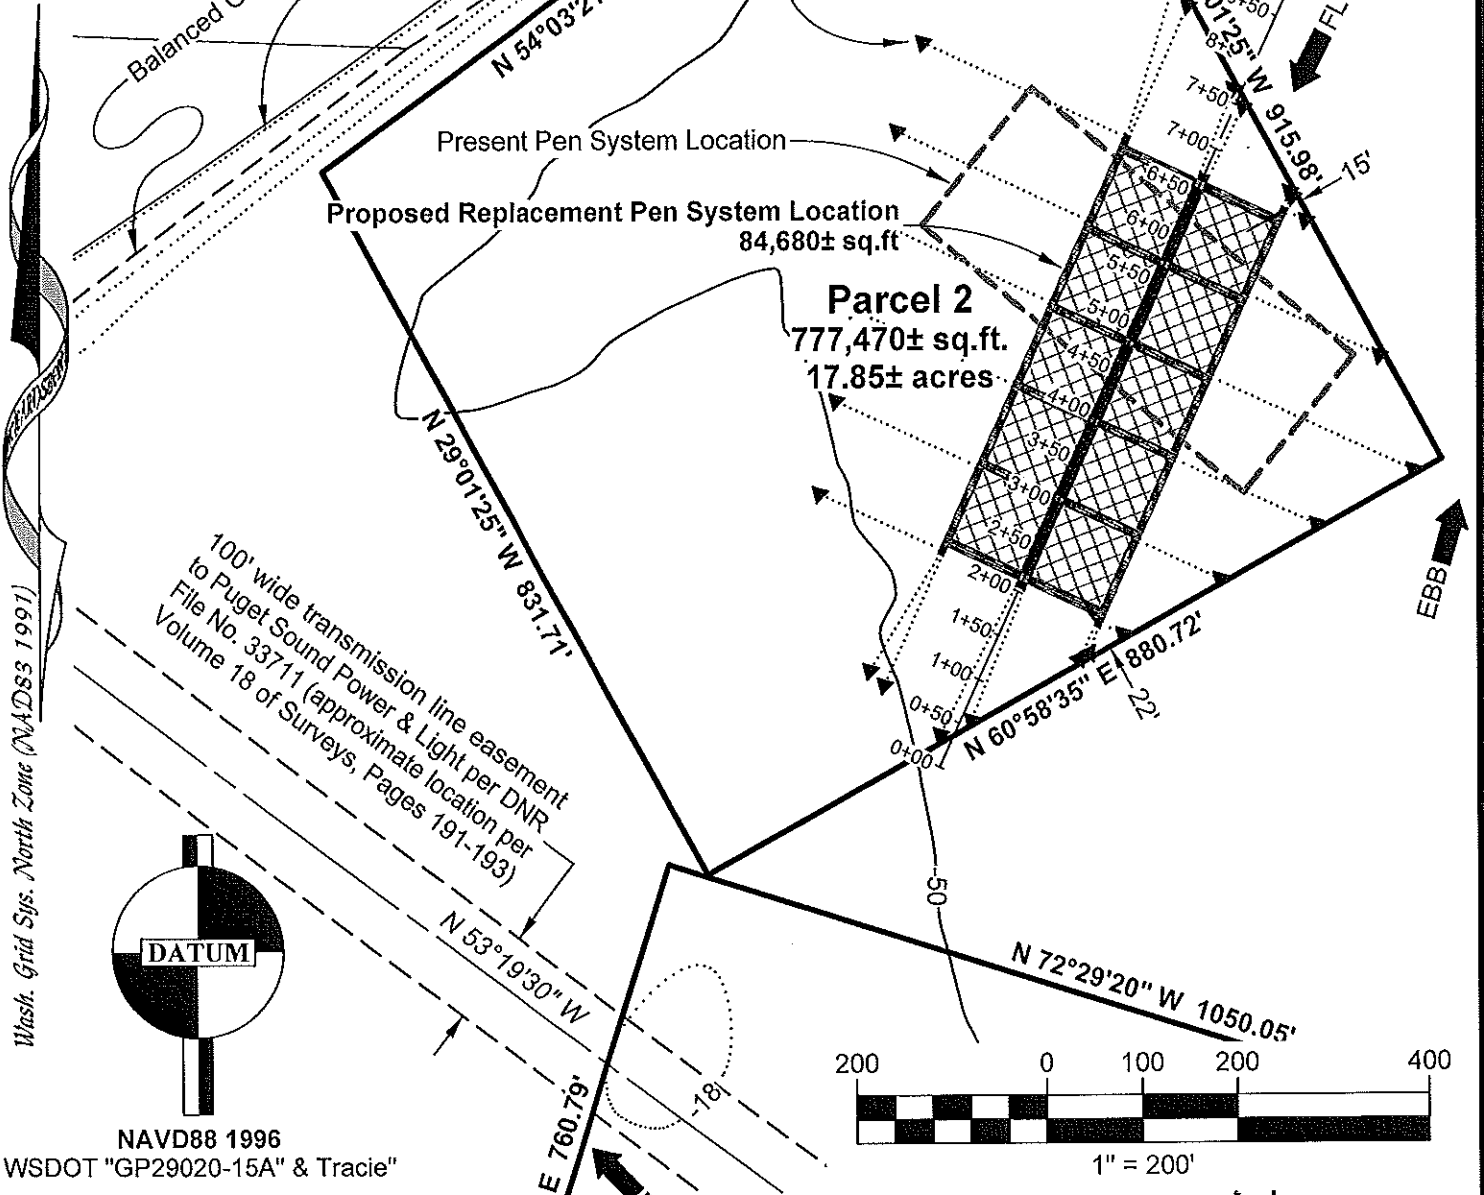 Balanced
N 54°03'21"
01'25" W 915.98'
15'
8+
7+50
7+00
6+50
6+00
5+50
5+00
4+50
4+00
3+50
3+00
2+50
2+00
1+50
1+00
0+50
0+00
Present Pen System Location
Proposed Replacement Pen System Location
84,680± sq.ft
Parcel 2
777,470± sq.ft.
17.85± acres
N 29°01'25" W 831.71'
EBB
N 60°58'35" E 880.72'
22'
100' wide transmission line easement
to Puget Sound Power & Light per DNR
File No. 33711 (approximate location per
Volume 18 of Surveys, Pages 191-193)
Wash. Grid Sys. North Zone (NAD83 1991)
DATUM
N 53°19'30" W
-50
N 72°29'20" W 1050.05'
-18
E 760.79'
200 0 100 200 400
1" = 200'
NAVD88 1996
WSDOT "GP29020-15A" & Tracie"